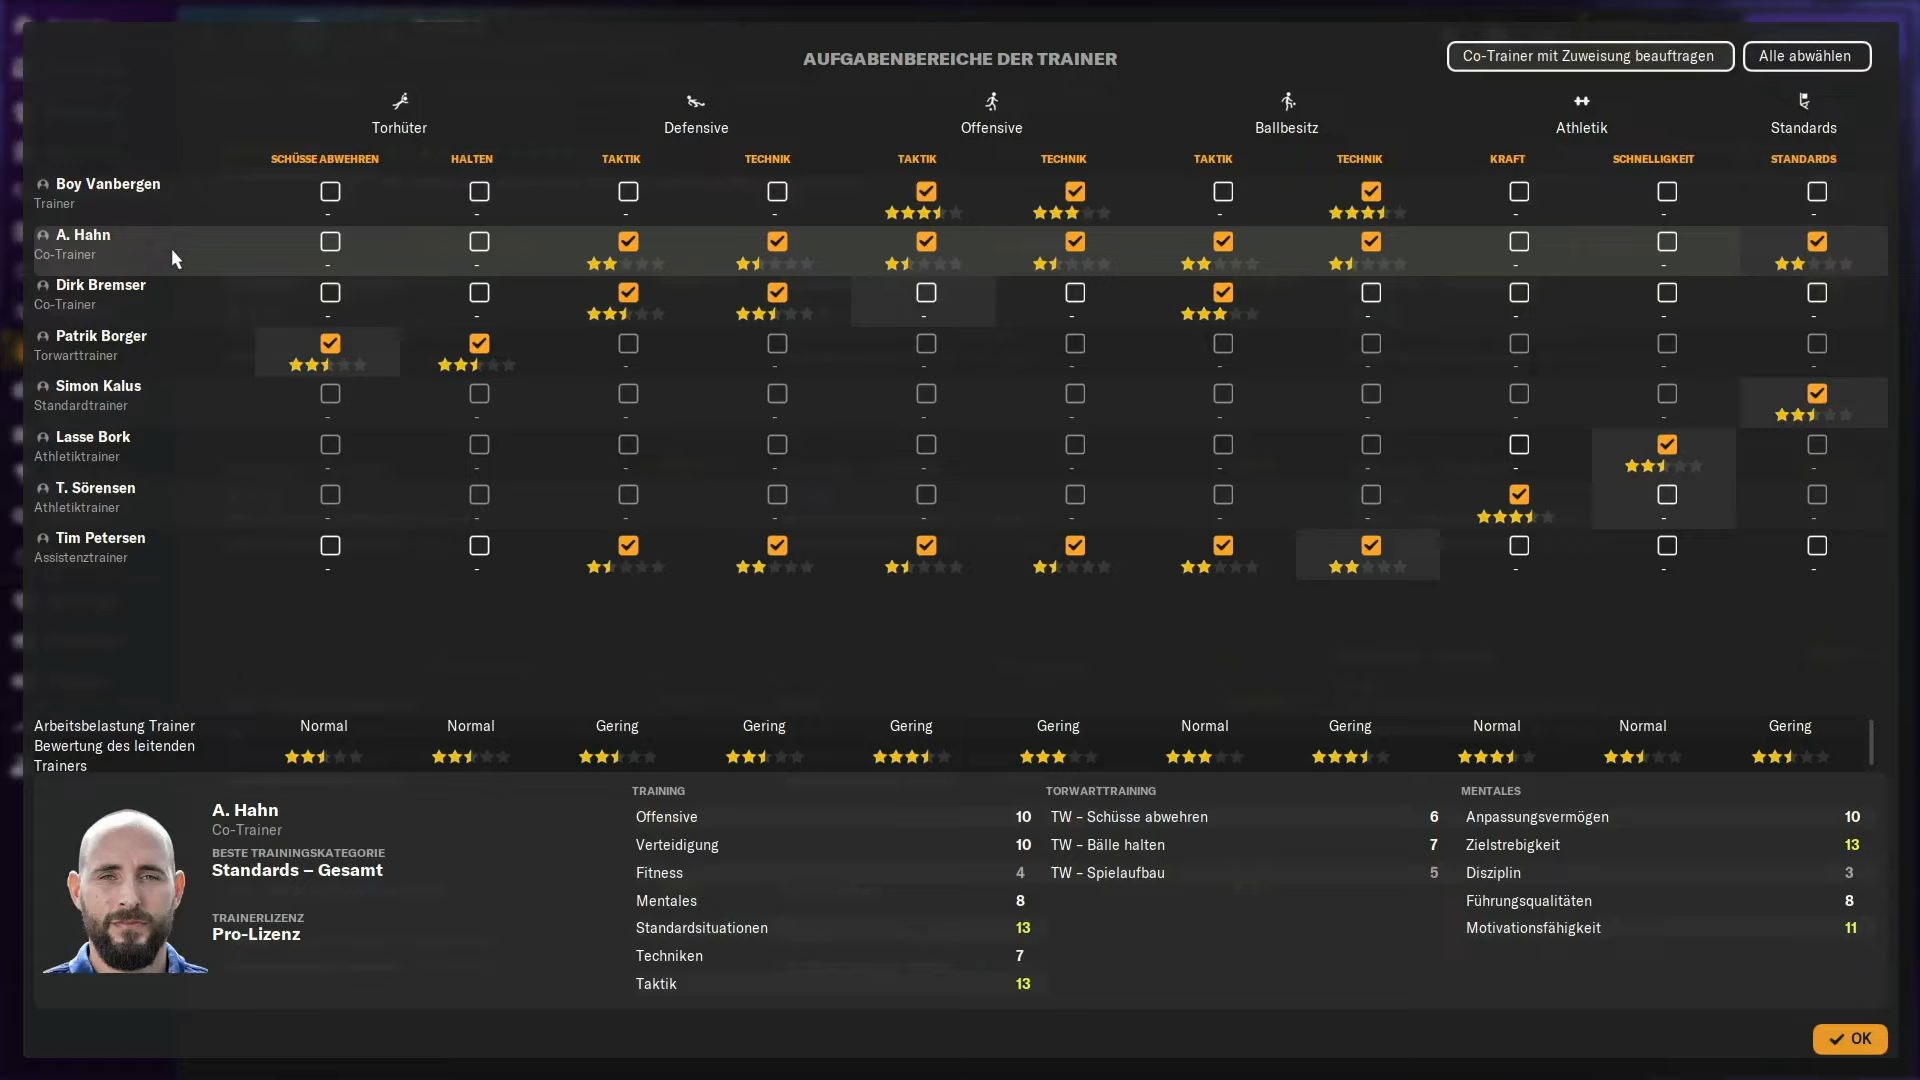 AUFGABENBEREICHE DER TRAINER
Co-Trainer mit Zuweisung beauftragen
Alle abwählen
Torhüter Defensive Offensive Ballbesitz Athletik Standards
SCHÜSSE ABWEHREN HALTEN TAKTIK TECHNIK TAKTIK TECHNIK TAKTIK TECHNIK KRAFT SCHNELLIGKEIT STANDARDS
Boy Vanbergen
Trainer
- - - - - - - -
A. Hahn
Co-Trainer
- - - -
Dirk Bremser
Co-Trainer
- - - - - - - -
Patrik Borger
Torwarttrainer
- - - - - - - - -
Simon Kalus
Standardtrainer
- - - - - - - - - -
Lasse Bork
Athletiktrainer
- - - - - - - - - -
T. Sörensen
Athletiktrainer
- - - - - - - - - -
Tim Petersen
Assistenztrainer
- - - - -
Arbeitsbelastung Trainer Normal Normal Gering Gering Gering Gering Normal Gering Normal Normal Gering
Bewertung des leitenden
Trainers
A. Hahn
Co-Trainer
BESTE TRAININGSKATEGORIE
Standards – Gesamt
TRAINERLIZENZ
Pro-Lizenz
TRAINING
Offensive 10
Verteidigung 10
Fitness 4
Mentales 8
Standardsituationen 13
Techniken 7
Taktik 13
TORWARTTRAINING
TW – Schüsse abwehren 6
TW – Bälle halten 7
TW – Spielaufbau 5
MENTALES
Anpassungsvermögen 10
Zielstrebigkeit 13
Disziplin 3
Führungsqualitäten 8
Motivationsfähigkeit 11
OK